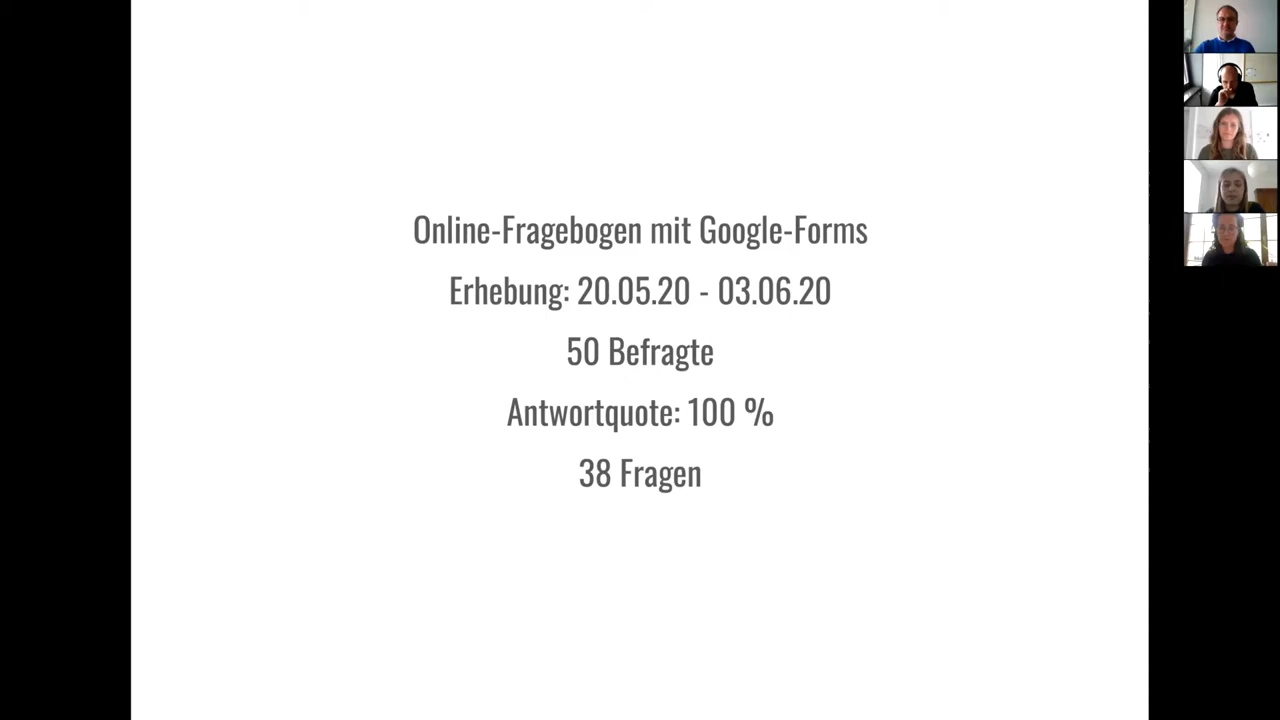 Online-Fragebogen mit Google-Forms
Erhebung: 20.05.20 - 03.06.20
50 Befragte
Antwortquote: 100 %
38 Fragen